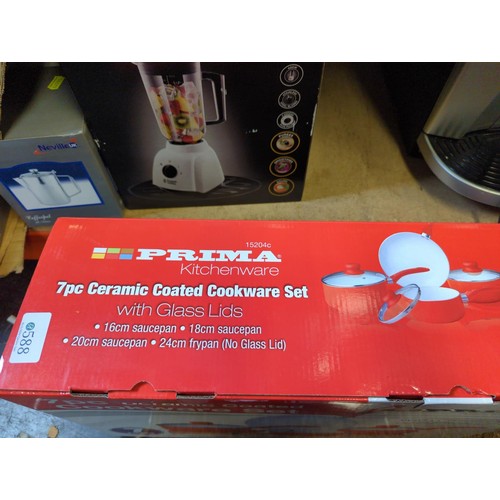 Neville
15204c
PRIMA
Kitchenware
7pc Ceramic Coated Cookware Set
with Glass Lids
• 16cm saucepan • 18cm saucepan
• 20cm saucepan • 24cm frypan (No Glass Lid)
588